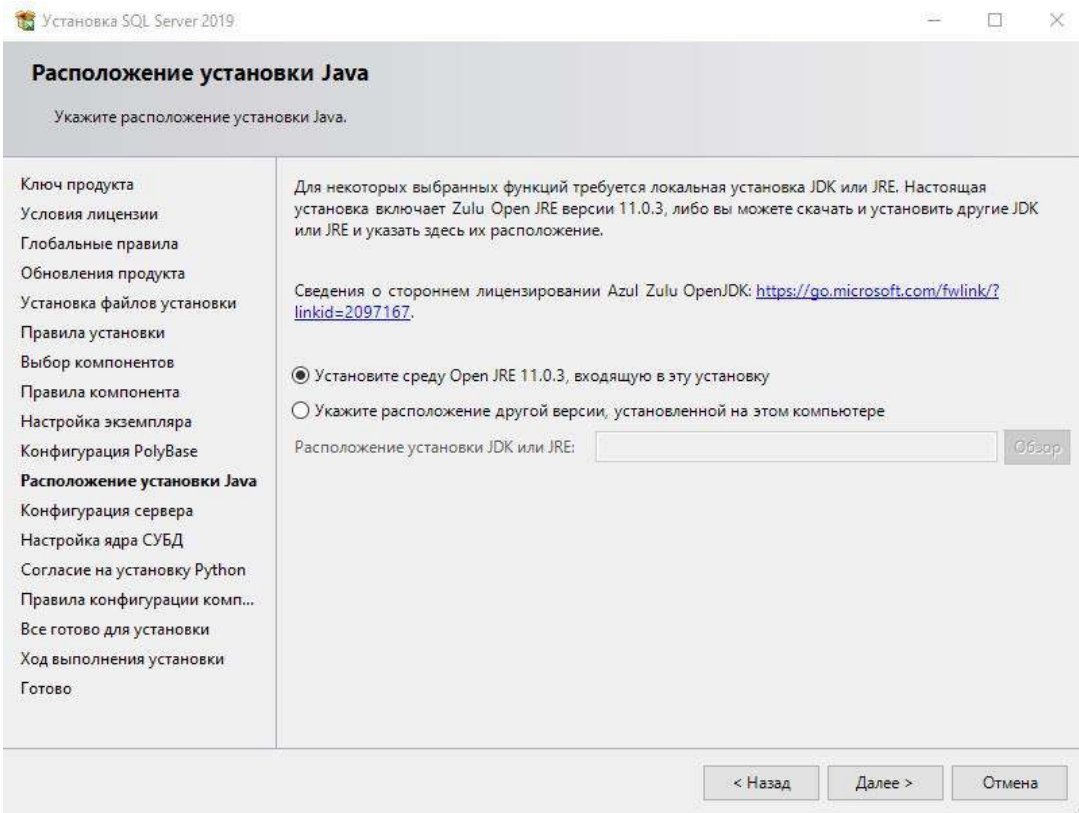 Установка SQL Server 2019
Расположение установки Java
Укажите расположение установки Java.
Ключ продукта
Условия лицензии
Глобальные правила
Обновления продукта
Установка файлов установки
Правила установки
Выбор компонентов
Правила компонента
Настройка экземпляра
Конфигурация PolyBase
Расположение установки Java
Конфигурация сервера
Настройка ядра СУБД
Согласие на установку Python
Правила конфигурации комп...
Все готово для установки
Ход выполнения установки
Готово
Для некоторых выбранных функций требуется локальная установка JDK или JRE. Настоящая
установка включает Zulu Open JRE версии 11.0.3, либо вы можете скачать и установить другие JDK
или JRE и указать здесь их расположение.
Сведения о стороннем лицензировании Azul Zulu OpenJDK: https://go.microsoft.com/fwlink/?
linkid=2097167.
Установите среду Open JRE 11.0.3, входящую в эту установку
Укажите расположение другой версии, установленной на этом компьютере
Расположение установки JDK или JRE:
Обзор
< Назад
Далее >
Отмена